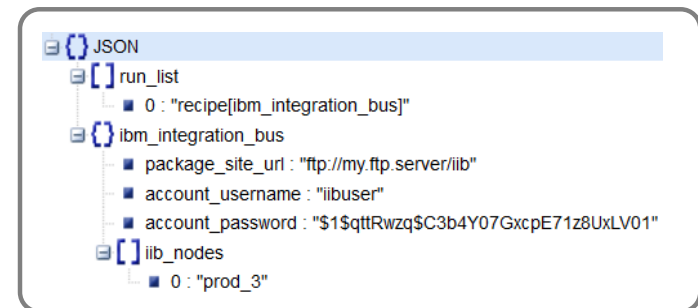 JSON
run_list
0 : "recipe[ibm_integration_bus]"
ibm_integration_bus
package_site_url : "ftp://my.ftp.server/iib"
account_username : "iibuser"
account_password : "$1$qttRwzq$C3b4Y07GxcpE71z8UxLV01"
iib_nodes
0 : "prod_3"